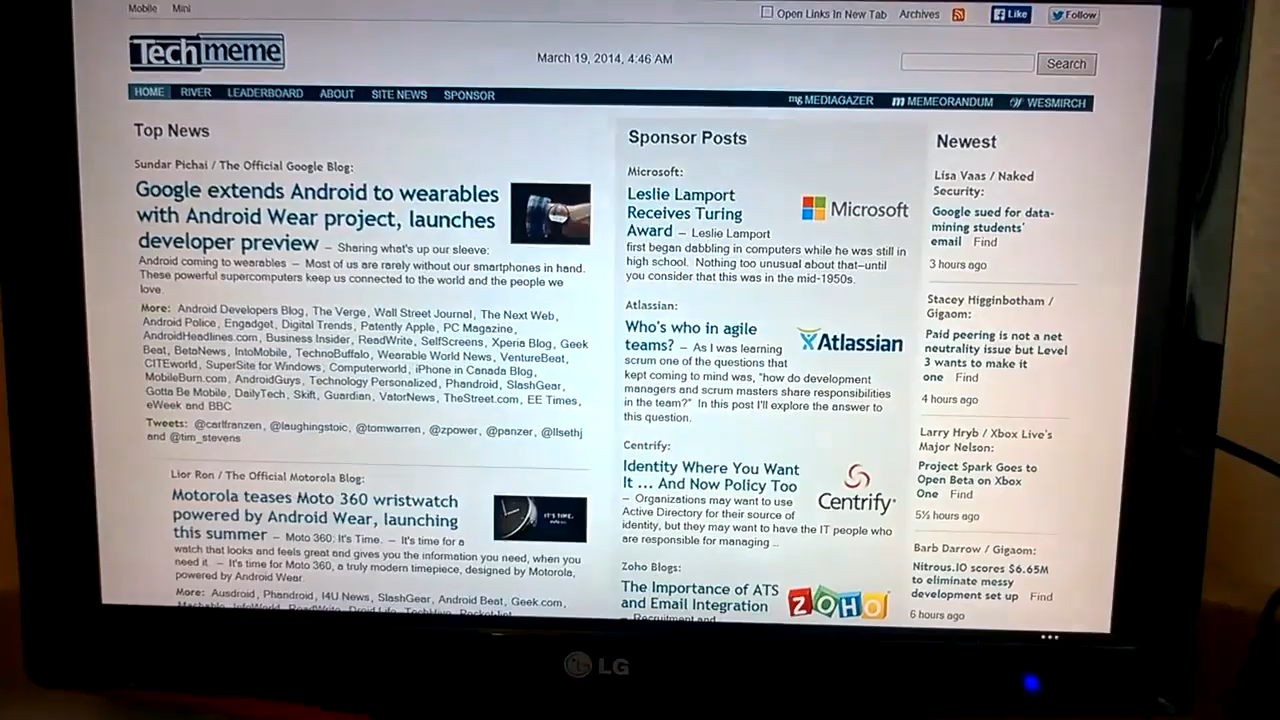 Mobile Mini
Open Links In New Tab Archives Like Follow
Techmeme
March 19, 2014, 4:46 AM
Search
HOME RIVER LEADERBOARD ABOUT SITE NEWS SPONSOR
mg MEDIAGAZER m MEMEORANDUM W WESMIRCH
Top News
Sundar Pichai / The Official Google Blog:
Google extends Android to wearables
with Android Wear project, launches
developer preview — Sharing what's up our sleeve:
Android coming to wearables — Most of us are rarely without our smartphones in hand.
These powerful supercomputers keep us connected to the world and the people we
love.
More: Android Developers Blog, The Verge, Wall Street Journal, The Next Web,
Android Police, Engadget, Digital Trends, Patently Apple, PC Magazine,
AndroidHeadlines.com, Business Insider, ReadWrite, SelfScreens, Xperia Blog, Geek
Beat, BetaNews, IntoMobile, TechnoBuffalo, Wearable World News, VentureBeat,
CITEworld, SuperSite for Windows, Computerworld, iPhone in Canada Blog,
MobileBurn.com, AndroidGuys, Technology Personalized, Phandroid, SlashGear,
Gotta Be Mobile, DailyTech, Skift, Guardian, ValorNews, TheStreet.com, EE Times,
eWeek and BBC
Tweets: @carlfranzen, @laughingstoic, @tomwarren, @zpower, @panzer, @llsethj
and @tim_stevens
Lior Ron / The Official Motorola Blog:
Motorola teases Moto 360 wristwatch
powered by Android Wear, launching
this summer — Moto 360: It's Time. — It's time for a
watch that looks and feels great and gives you the information you need, when you
need it. — It's time for Moto 360, a truly modern timepiece, designed by Motorola,
powered by Android Wear.
IT'S TIME.
More: Ausdroid, Phandroid, I4U News, SlashGear, Android Beat, Geek.com,
Mashable, InfoWorld, ReadWrite, Droid Life, TechHive,
Sponsor Posts
Microsoft:
Leslie Lamport
Receives Turing
Award — Leslie Lamport
first began dabbling in computers while he was still in
high school. Nothing too unusual about that—until
you consider that this was in the mid-1950s.
Microsoft
Atlassian:
Who's who in agile
teams? — As I was learning
scrum one of the questions that
kept coming to mind was, "how do development
managers and scrum masters share responsibilities
in the team?" In this post I'll explore the answer to
this question.
Atlassian
Centrify:
Identity Where You Want
It ... And Now Policy Too
— Organizations may want to use
Active Directory for their source of
identity, but they may want to have the IT people who
are responsible for managing ...
Centrify
Zoho Blogs:
The Importance of ATS
and Email Integration
— Recruitment and
ZOHO
Newest
Lisa Vaas / Naked
Security:
Google sued for data-
mining students'
email Find
3 hours ago
Stacey Higginbotham /
Gigaom:
Paid peering is not a net
neutrality issue but Level
3 wants to make it
one Find
4 hours ago
Larry Hryb / Xbox Live's
Major Nelson:
Project Spark Goes to
Open Beta on Xbox
One Find
5½ hours ago
Barb Darrow / Gigaom:
Nitrous.IO scores $6.65M
to eliminate messy
development set up Find
6 hours ago
LG